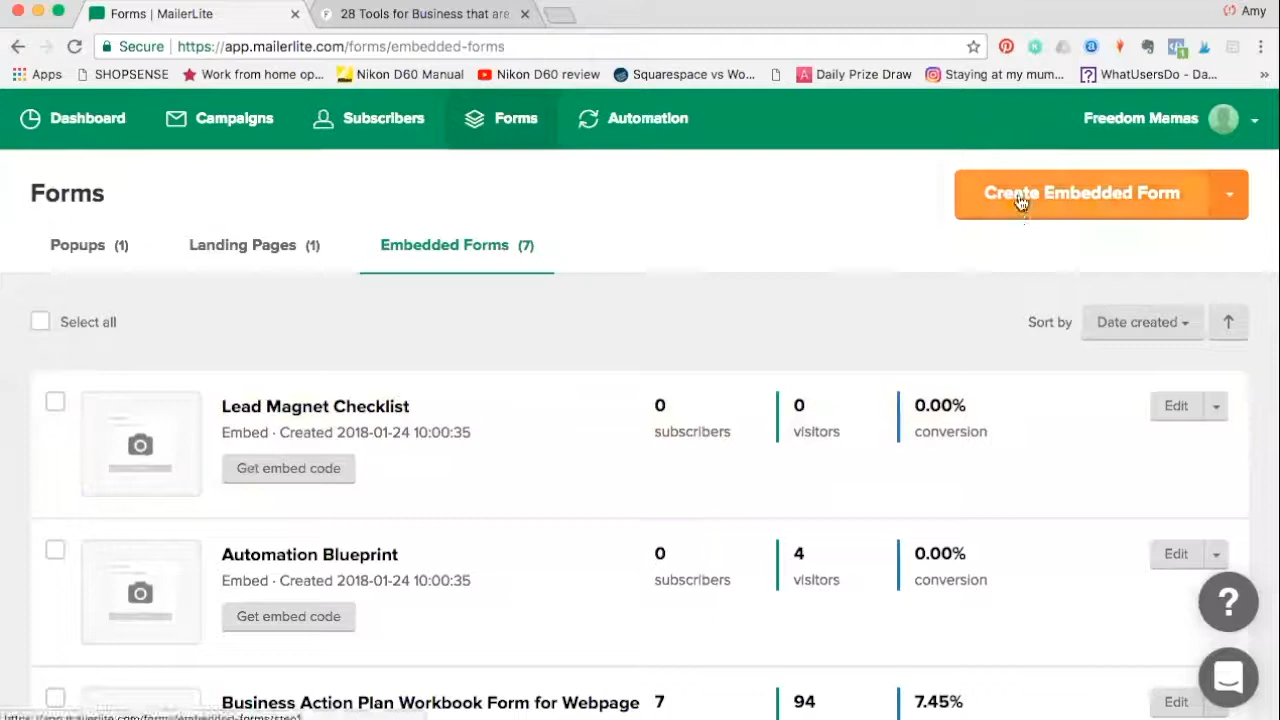 Forms | MailerLite
28 Tools for Business that are
Amy
Secure
https://app.mailerlite.com/forms/embedded-forms
Apps
SHOPSENSE
Work from home op...
Nikon D60 Manual
Nikon D60 review
Squarespace vs Wo...
Daily Prize Draw
Staying at my mum...
WhatUsersDo - Da...
Dashboard
Campaigns
Subscribers
Forms
Automation
Freedom Mamas
Forms
Create Embedded Form
Popups (1)
Landing Pages (1)
Embedded Forms (7)
Select all
Sort by
Date created
Lead Magnet Checklist
Embed · Created 2018-01-24 10:00:35
Get embed code
0
subscribers
0
visitors
0.00%
conversion
Edit
Automation Blueprint
Embed · Created 2018-01-24 10:00:35
Get embed code
0
subscribers
4
visitors
0.00%
conversion
Edit
?
Business Action Plan Workbook Form for Webpage
7
94
7.45%
Edit